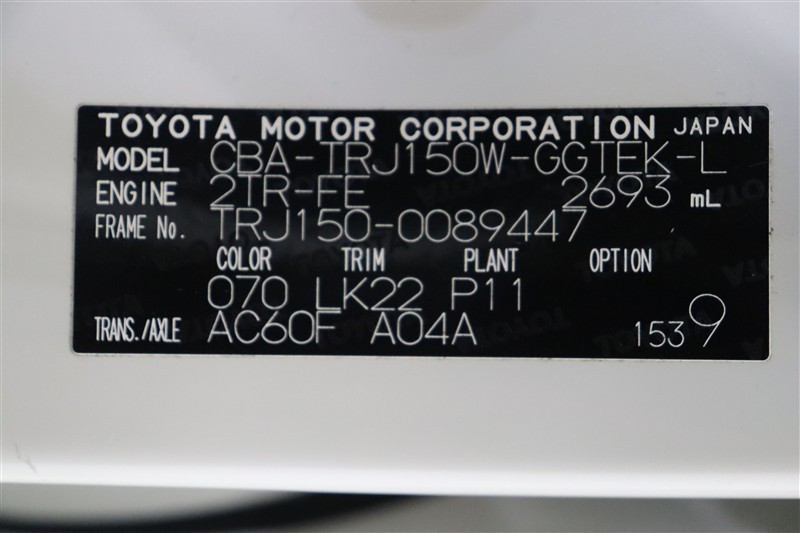 TOYOTA MOTOR CORPORATION JAPAN
MODEL CBA-TRJ150W-GGTEK-L
ENGINE 2TR-FE 2693 mL
FRAME No. TRJ150-0089447
COLOR TRIM PLANT OPTION
070 LK22 P11
TRANS./AXLE AC60F A04A 1539